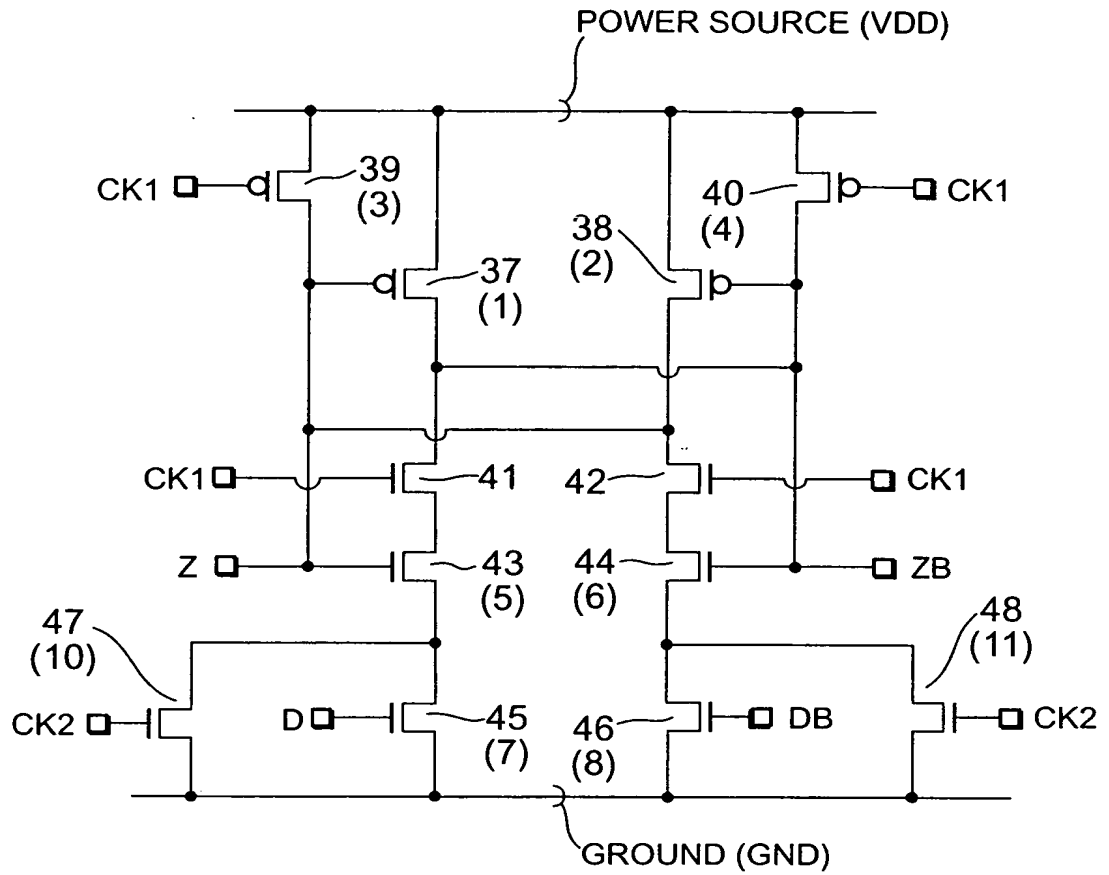 POWER SOURCE (VDD)
CK1
39
(3)
40
(4)
CK1
38
(2)
37
(1)
CK1
41
42
CK1
Z
43
(5)
44
(6)
ZB
47
(10)
48
(11)
CK2
D
45
(7)
46
(8)
DB
CK2
GROUND (GND)